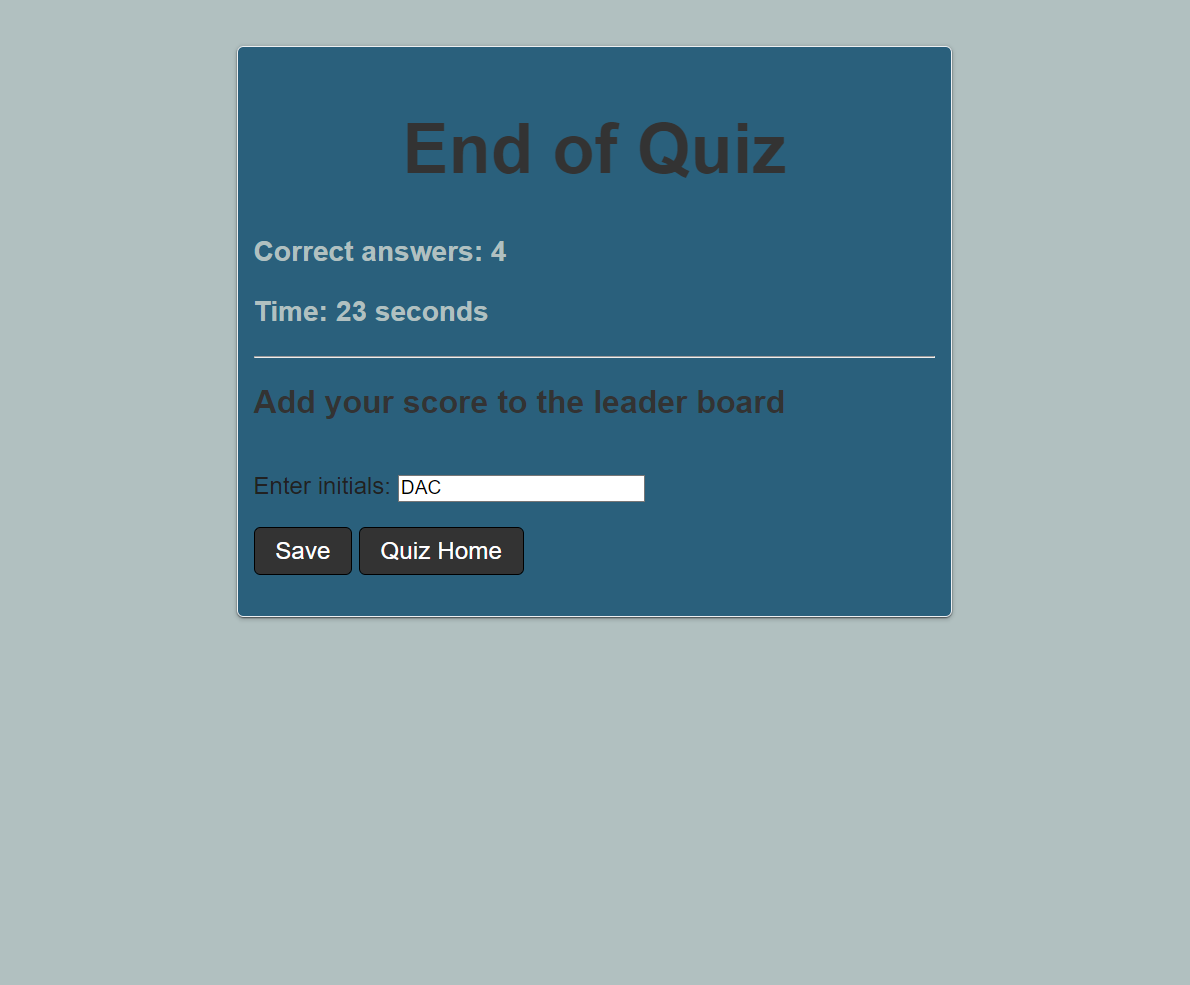 End of Quiz
Correct answers: 4
Time: 23 seconds
Add your score to the leader board
Enter initials: DAC
Save Quiz Home